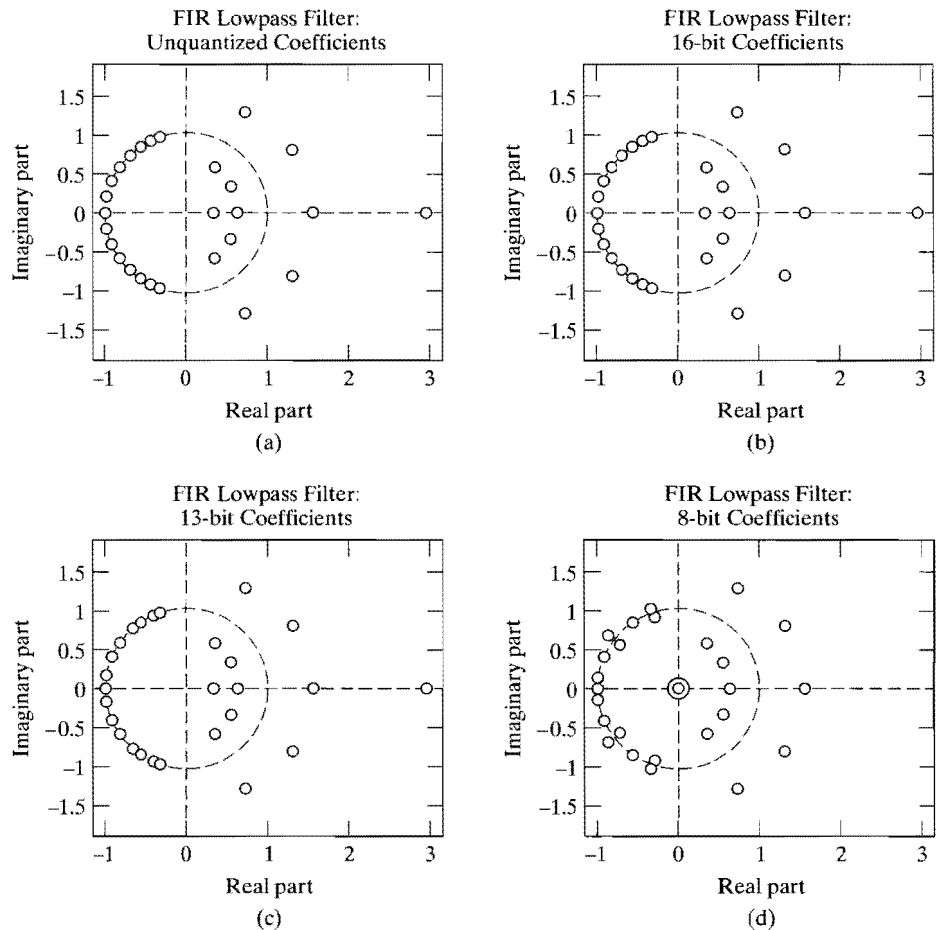 FIR Lowpass Filter:
Unquantized Coefficients
1.5
1
0.5
0
−0.5
−1
−1.5
Imaginary part
−1
0
1
2
3
Real part
(a)
FIR Lowpass Filter:
16-bit Coefficients
1.5
1
0.5
0
−0.5
−1
−1.5
Imaginary part
−1
0
1
2
3
Real part
(b)
FIR Lowpass Filter:
13-bit Coefficients
1.5
1
0.5
0
−0.5
−1
−1.5
Imaginary part
−1
0
1
2
3
Real part
(c)
FIR Lowpass Filter:
8-bit Coefficients
1.5
1
0.5
0
−0.5
−1
−1.5
Imaginary part
−1
0
1
2
3
Real part
(d)